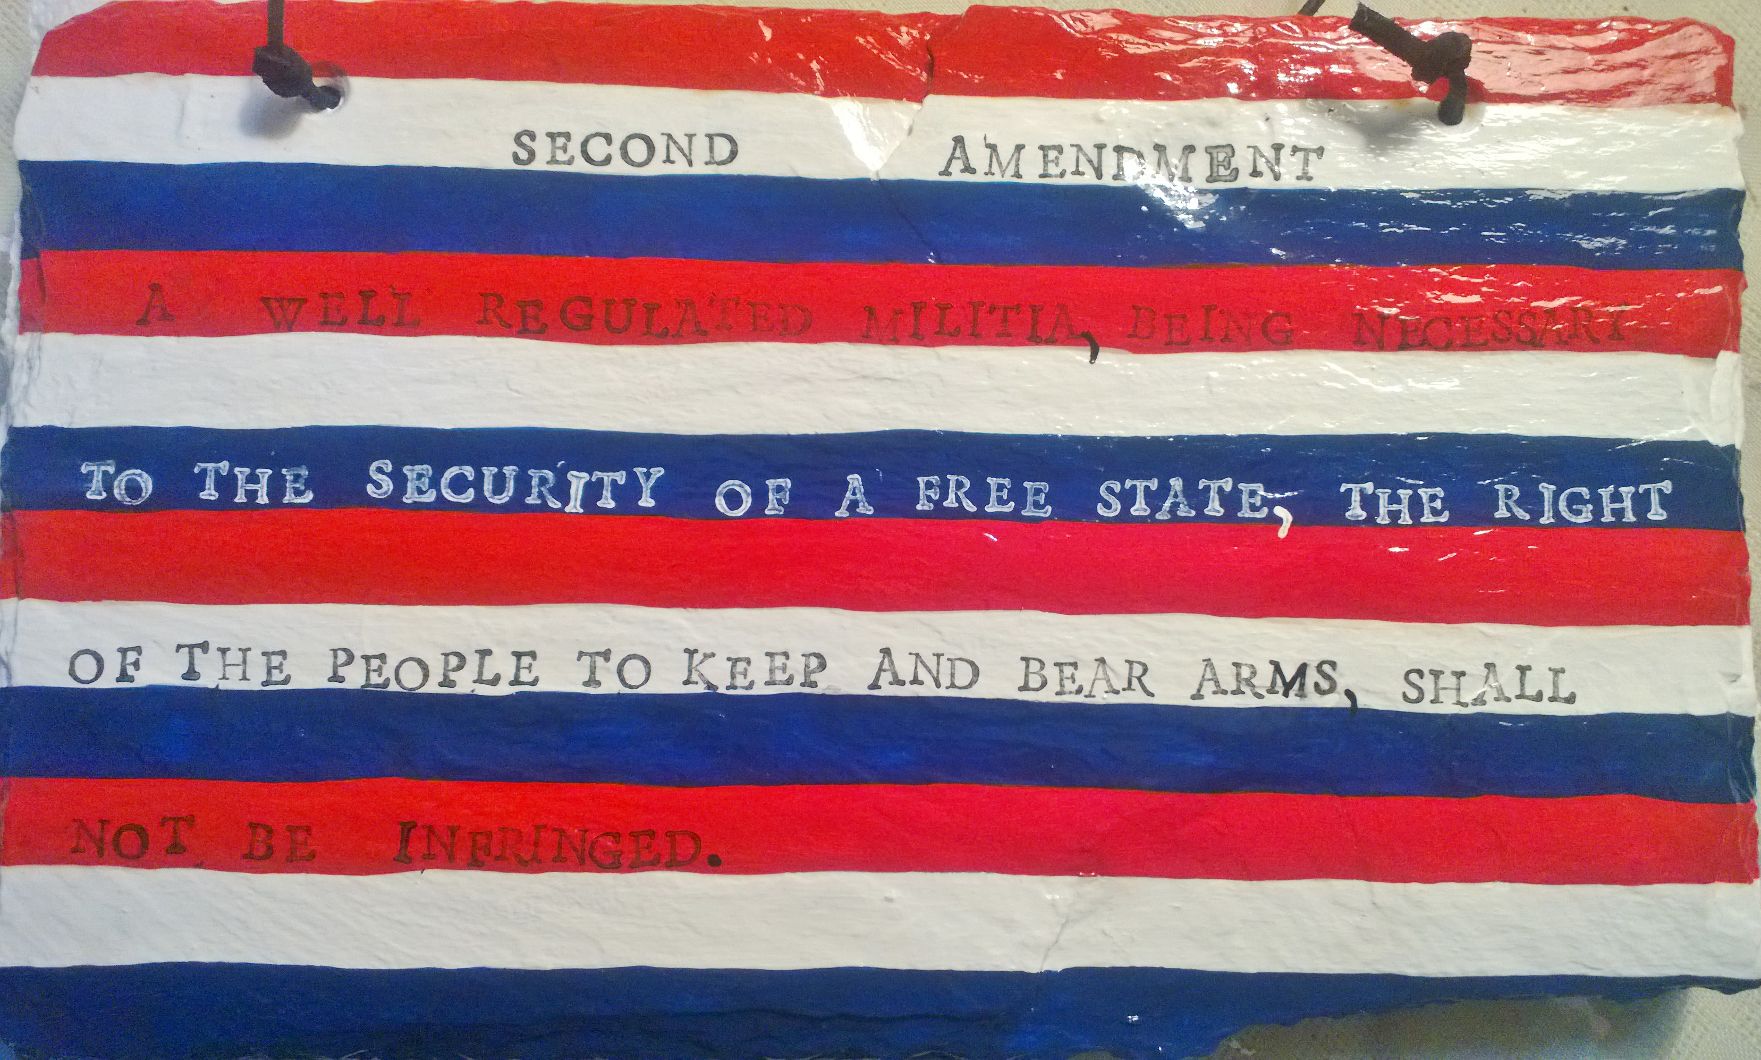 SECOND AMENDMENT
A WELL REGULATED MILITIA, BEING NECESSARY
TO THE SECURITY OF A FREE STATE, THE RIGHT
OF THE PEOPLE TO KEEP AND BEAR ARMS, SHALL
NOT BE INFRINGED.